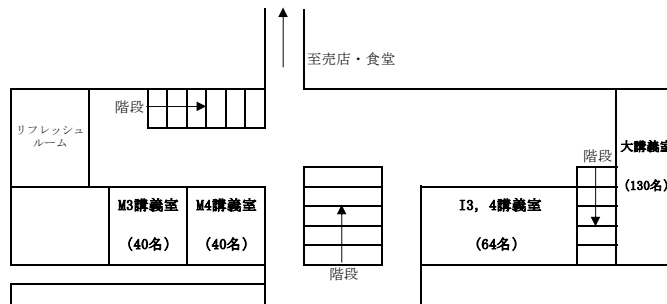 至売店・食堂
階段
リフレッシュ
ルーム
大講義室
(130名)
階段
M3講義室
(40名)
M4講義室
(40名)
I3, 4講義室
(64名)
階段